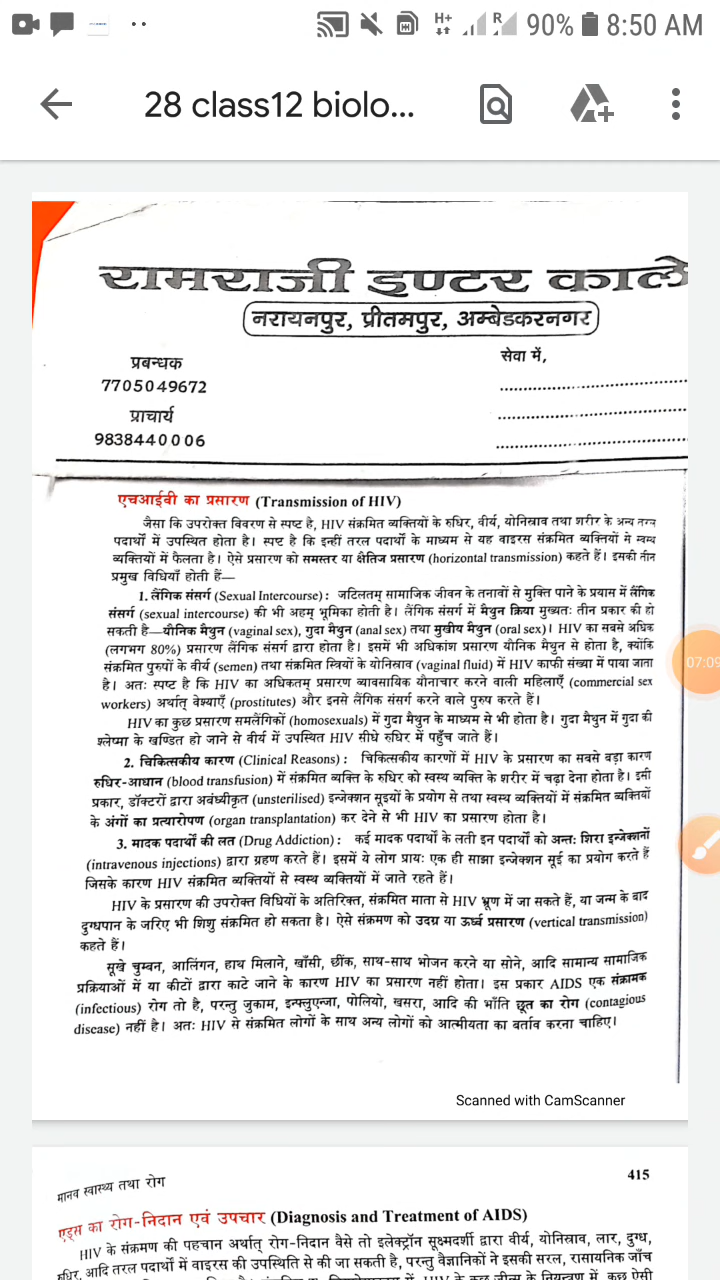 H+
R
90%
8:50 AM
28 class12 biolo...
रामराजी इण्टर काले
नरायनपुर, प्रीतमपुर, अम्बेडकरनगर
प्रबन्धक
7705049672
प्राचार्य
9838440006
सेवा में,
एचआईवी का प्रसारण (Transmission of HIV)
जैसा कि उपरोक्त विवरण से स्पष्ट है, HIV संक्रमित व्यक्तियों के रुधिर, वीर्य, योनिस्राव तथा शरीर के अन्य तरल
पदार्थों में उपस्थित होता है। स्पष्ट है कि इन्हीं तरल पदार्थों के माध्यम से यह वाइरस संक्रमित व्यक्तियों से स्वस्थ
व्यक्तियों में फैलता है। ऐसे प्रसारण को समस्तर या क्षैतिज प्रसारण (horizontal transmission) कहते हैं। इसकी तीन
प्रमुख विधियाँ होती हैं—
1. लैंगिक संसर्ग (Sexual Intercourse) : जटिलतम् सामाजिक जीवन के तनावों से मुक्ति पाने के प्रयास में लैंगिक
संसर्ग (sexual intercourse) की भी अहम् भूमिका होती है। लैंगिक संसर्ग में मैथुन क्रिया मुख्यतः तीन प्रकार की हो
सकती है—यौनिक मैथुन (vaginal sex), गुदा मैथुन (anal sex) तथा मुखीय मैथुन (oral sex)। HIV का सबसे अधिक
(लगभग 80%) प्रसारण लैंगिक संसर्ग द्वारा होता है। इसमें भी अधिकांश प्रसारण यौनिक मैथुन से होता है, क्योंकि
संक्रमित पुरुषों के वीर्य (semen) तथा संक्रमित स्त्रियों के योनिस्राव (vaginal fluid) में HIV काफी संख्या में पाया जाता
है। अतः स्पष्ट है कि HIV का अधिकतम् प्रसारण व्यावसायिक यौनाचार करने वाली महिलाएँ (commercial sex
workers) अर्थात् वेश्याएँ (prostitutes) और इनसे लैंगिक संसर्ग करने वाले पुरुष करते हैं।
HIV का कुछ प्रसारण समलैंगिकों (homosexuals) में गुदा मैथुन के माध्यम से भी होता है। गुदा मैथुन में गुदा की
श्लेष्मा के खण्डित हो जाने से वीर्य में उपस्थित HIV सीधे रुधिर में पहुँच जाते हैं।
2. चिकित्सकीय कारण (Clinical Reasons) : चिकित्सकीय कारणों में HIV के प्रसारण का सबसे बड़ा कारण
रुधिर-आधान (blood transfusion) में संक्रमित व्यक्ति के रुधिर को स्वस्थ व्यक्ति के शरीर में चढ़ा देना होता है। इसी
प्रकार, डॉक्टरों द्वारा अबंध्यीकृत (unsterilised) इन्जेक्शन सूइयों के प्रयोग से तथा स्वस्थ व्यक्तियों में संक्रमित व्यक्तियों
के अंगों का प्रत्यारोपण (organ transplantation) कर देने से भी HIV का प्रसारण होता है।
3. मादक पदार्थों की लत (Drug Addiction) : कई मादक पदार्थों के लती इन पदार्थों को अन्तः शिरा इन्जेक्शनों
(intravenous injections) द्वारा ग्रहण करते हैं। इसमें ये लोग प्रायः एक ही साझा इन्जेक्शन सूई का प्रयोग करते हैं
जिसके कारण HIV संक्रमित व्यक्तियों से स्वस्थ व्यक्तियों में जाते रहते हैं।
HIV के प्रसारण की उपरोक्त विधियों के अतिरिक्त, संक्रमित माता से HIV भ्रूण में जा सकते हैं, या जन्म के बाद
दुग्धपान के जरिए भी शिशु संक्रमित हो सकता है। ऐसे संक्रमण को उदग्र या ऊर्ध्व प्रसारण (vertical transmission)
कहते हैं।
सूखे चुम्बन, आलिंगन, हाथ मिलाने, खाँसी, छींक, साथ-साथ भोजन करने या सोने, आदि सामान्य सामाजिक
प्रक्रियाओं में या कीटों द्वारा काटे जाने के कारण HIV का प्रसारण नहीं होता। इस प्रकार AIDS एक संक्रामक
(infectious) रोग तो है, परन्तु जुकाम, इन्फ्लुएन्जा, पोलियो, खसरा, आदि की भाँति छूत का रोग (contagious
disease) नहीं है। अतः HIV से संक्रमित लोगों के साथ अन्य लोगों को आत्मीयता का बर्ताव करना चाहिए।
07:09
Scanned with CamScanner
मानव स्वास्थ्य तथा रोग
415
एड्स का रोग-निदान एवं उपचार (Diagnosis and Treatment of AIDS)
HIV के संक्रमण की पहचान अर्थात् रोग-निदान वैसे तो इलेक्ट्रॉन सूक्ष्मदर्शी द्वारा वीर्य, योनिस्राव, लार, दुग्ध,
रुधिर, आदि तरल पदार्थों में वाइरस की उपस्थिति से की जा सकती है, परन्तु वैज्ञानिकों ने इसकी सरल, रासायनिक जाँच